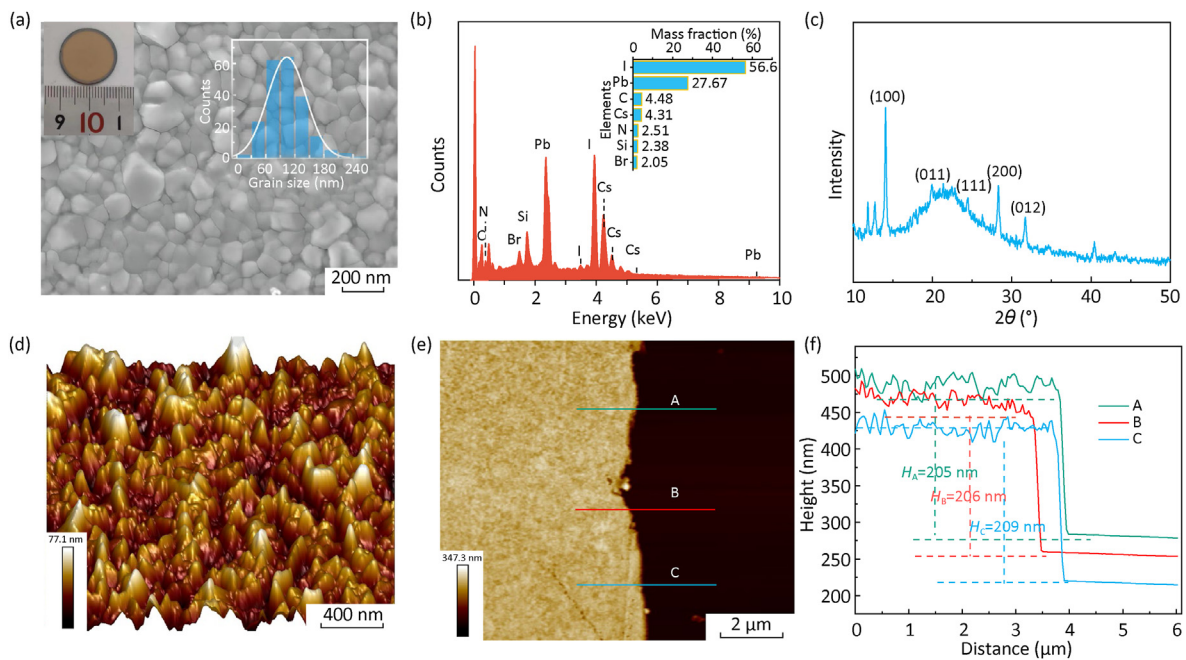 (a)
9 10 1
Counts
60
40
20
0
0 60 120 180 240
Grain size (nm)
200 nm
(b)
Mass fraction (%)
0 20 40 60
Elements
I 56.6
Pb 27.67
C 4.48
Cs 4.31
N 2.51
Si 2.38
Br 2.05
Counts
N
C
Br
Si
Pb
I
I
Cs
Cs
Cs
Pb
0 2 4 6 8 10
Energy (keV)
(c)
Intensity
(100)
(011)
(111)
(200)
(012)
10 20 30 40 50
2θ (°)
(d)
77.1 nm
400 nm
(e)
A
B
C
347.3 nm
2 μm
(f)
Height (nm)
500
450
400
350
300
250
200
A
B
C
H_A=205 nm
H_B=206 nm
H_C=209 nm
0 1 2 3 4 5 6
Distance (μm)